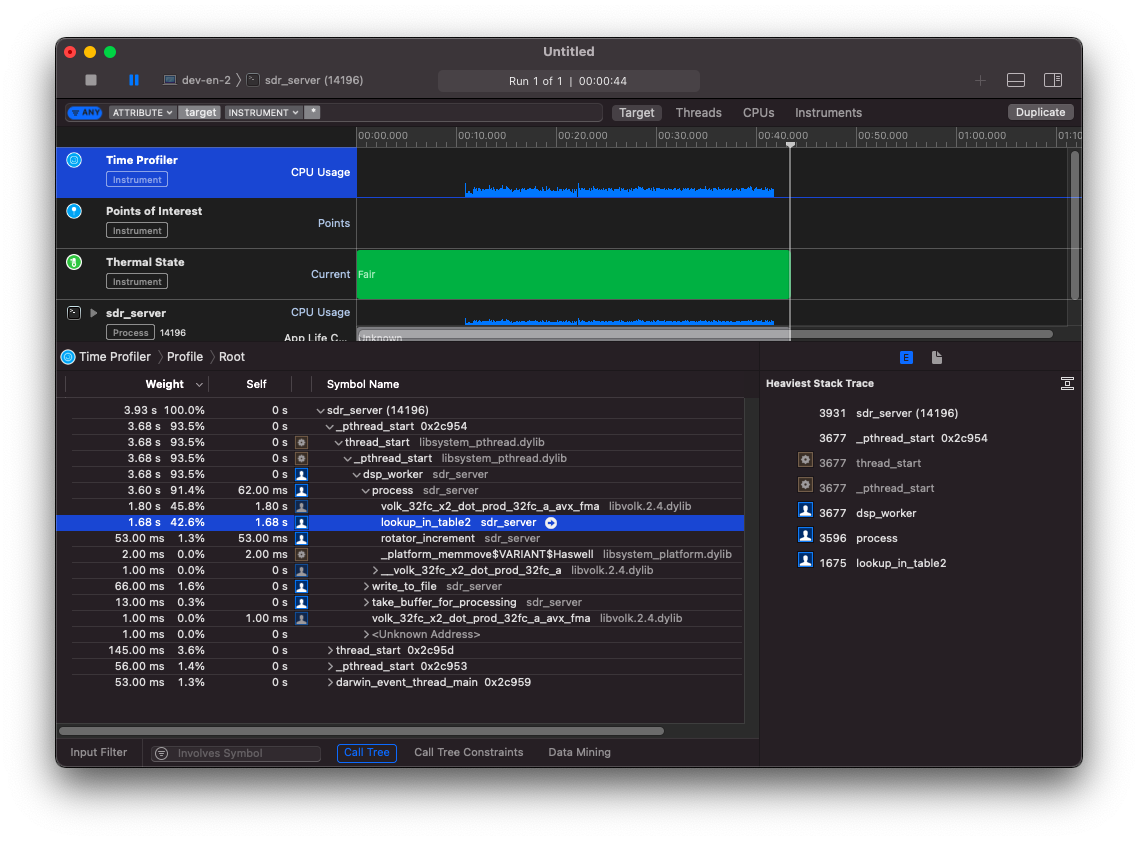 Untitled
dev-en-2 〉 sdr_server (14196)
Run 1 of 1 | 00:00:44
ANY ATTRIBUTE target INSTRUMENT *
Target Threads CPUs Instruments Duplicate
00:00.000 00:10.000 00:20.000 00:30.000 00:40.000 00:50.000 01:00.000 01:10
Time Profiler
Instrument
CPU Usage
Points of Interest
Instrument
Points
Thermal State
Instrument
Current
Fair
sdr_server
Process 14196
CPU Usage
App Life C...
Unknown
Time Profiler 〉 Profile 〉 Root
E
Weight Self Symbol Name
3.93 s 100.0% 0 s sdr_server (14196)
3.68 s 93.5% 0 s _pthread_start 0x2c954
3.68 s 93.5% 0 s thread_start libsystem_pthread.dylib
3.68 s 93.5% 0 s _pthread_start libsystem_pthread.dylib
3.68 s 93.5% 0 s dsp_worker sdr_server
3.60 s 91.4% 62.00 ms process sdr_server
1.80 s 45.8% 1.80 s volk_32fc_x2_dot_prod_32fc_a_avx_fma libvolk.2.4.dylib
1.68 s 42.6% 1.68 s lookup_in_table2 sdr_server
53.00 ms 1.3% 53.00 ms rotator_increment sdr_server
2.00 ms 0.0% 2.00 ms _platform_memmove$VARIANT$Haswell libsystem_platform.dylib
1.00 ms 0.0% 0 s __volk_32fc_x2_dot_prod_32fc_a libvolk.2.4.dylib
66.00 ms 1.6% 0 s write_to_file sdr_server
13.00 ms 0.3% 0 s take_buffer_for_processing sdr_server
1.00 ms 0.0% 1.00 ms volk_32fc_x2_dot_prod_32fc_a_avx_fma libvolk.2.4.dylib
1.00 ms 0.0% 0 s <Unknown Address>
145.00 ms 3.6% 0 s thread_start 0x2c95d
56.00 ms 1.4% 0 s _pthread_start 0x2c953
53.00 ms 1.3% 0 s darwin_event_thread_main 0x2c959
Heaviest Stack Trace
3931 sdr_server (14196)
3677 _pthread_start 0x2c954
3677 thread_start
3677 _pthread_start
3677 dsp_worker
3596 process
1675 lookup_in_table2
Input Filter Involves Symbol Call Tree Call Tree Constraints Data Mining